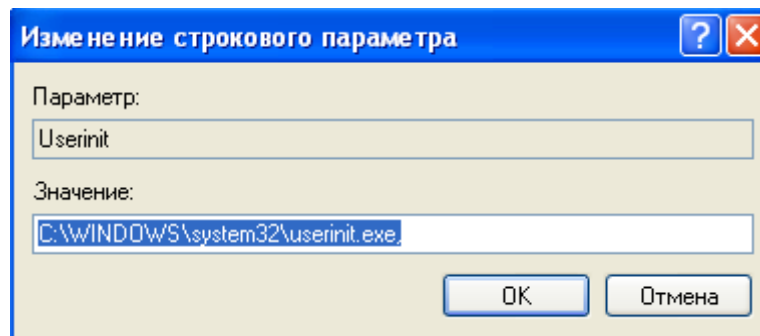 Изменение строкового параметра
Параметр:
Userinit
Значение:
C:\WINDOWS\system32\userinit.exe,
OK
Отмена